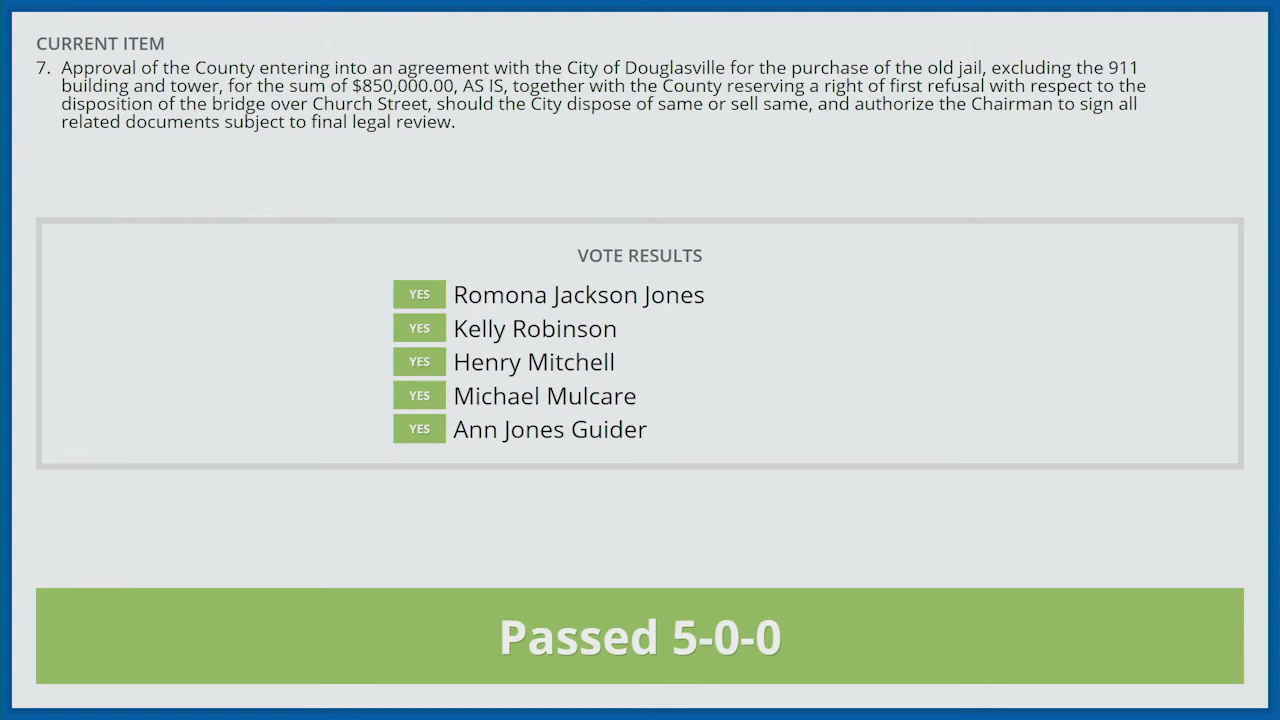 CURRENT ITEM
7. Approval of the County entering into an agreement with the City of Douglasville for the purchase of the old jail, excluding the 911
building and tower, for the sum of $850,000.00, AS IS, together with the County reserving a right of first refusal with respect to the
disposition of the bridge over Church Street, should the City dispose of same or sell same, and authorize the Chairman to sign all
related documents subject to final legal review.
VOTE RESULTS
YES Romona Jackson Jones
YES Kelly Robinson
YES Henry Mitchell
YES Michael Mulcare
YES Ann Jones Guider
Passed 5-0-0